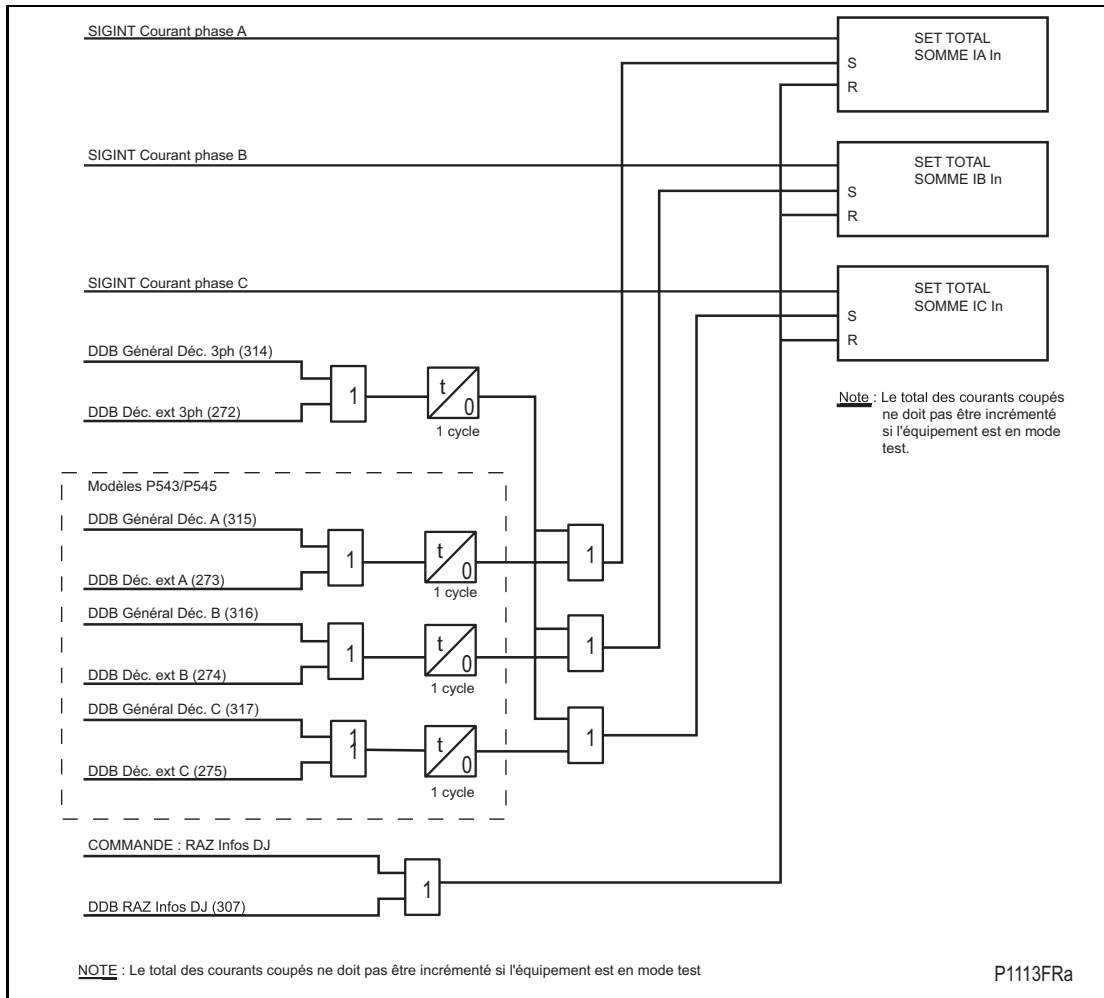 SIGINT Courant phase A
SET TOTAL
SOMME IA In
S
R
SIGINT Courant phase B
SET TOTAL
SOMME IB In
S
R
SIGINT Courant phase C
SET TOTAL
SOMME IC In
S
R
DDB Général Déc. 3ph (314)
1
t
0
DDB Déc. ext 3ph (272)
1 cycle
Note : Le total des courants coupés
ne doit pas être incrémenté
si l'équipement est en mode
test.
Modèles P543/P545
DDB Général Déc. A (315)
1
t
0
1
DDB Déc. ext A (273)
1 cycle
DDB Général Déc. B (316)
1
t
0
1
DDB Déc. ext B (274)
1 cycle
DDB Général Déc. C (317)
1
1
t
0
1
DDB Déc. ext C (275)
1 cycle
COMMANDE : RAZ Infos DJ
1
DDB RAZ Infos DJ (307)
NOTE : Le total des courants coupés ne doit pas être incrémenté si l'équipement est en mode test
P1113FRa